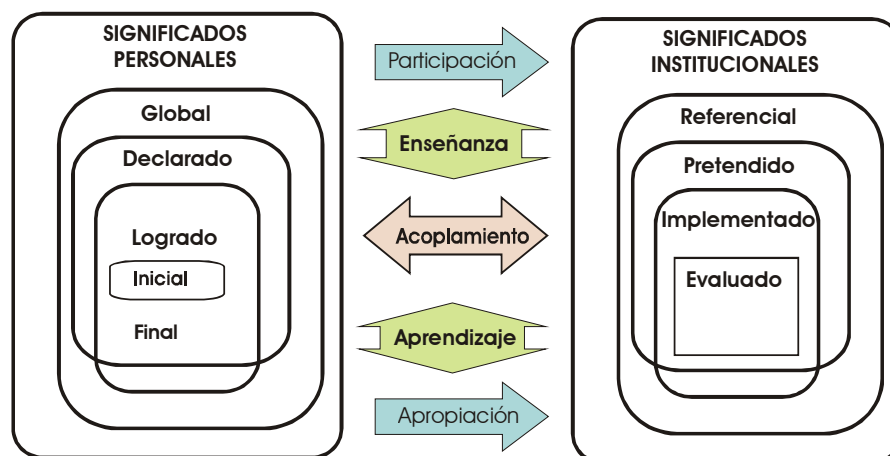 SIGNIFICADOS
PERSONALES
Global
Declarado
Logrado
Inicial
Final
Participación
Enseñanza
Acoplamiento
Aprendizaje
Apropiación
SIGNIFICADOS
INSTITUCIONALES
Referencial
Pretendido
Implementado
Evaluado